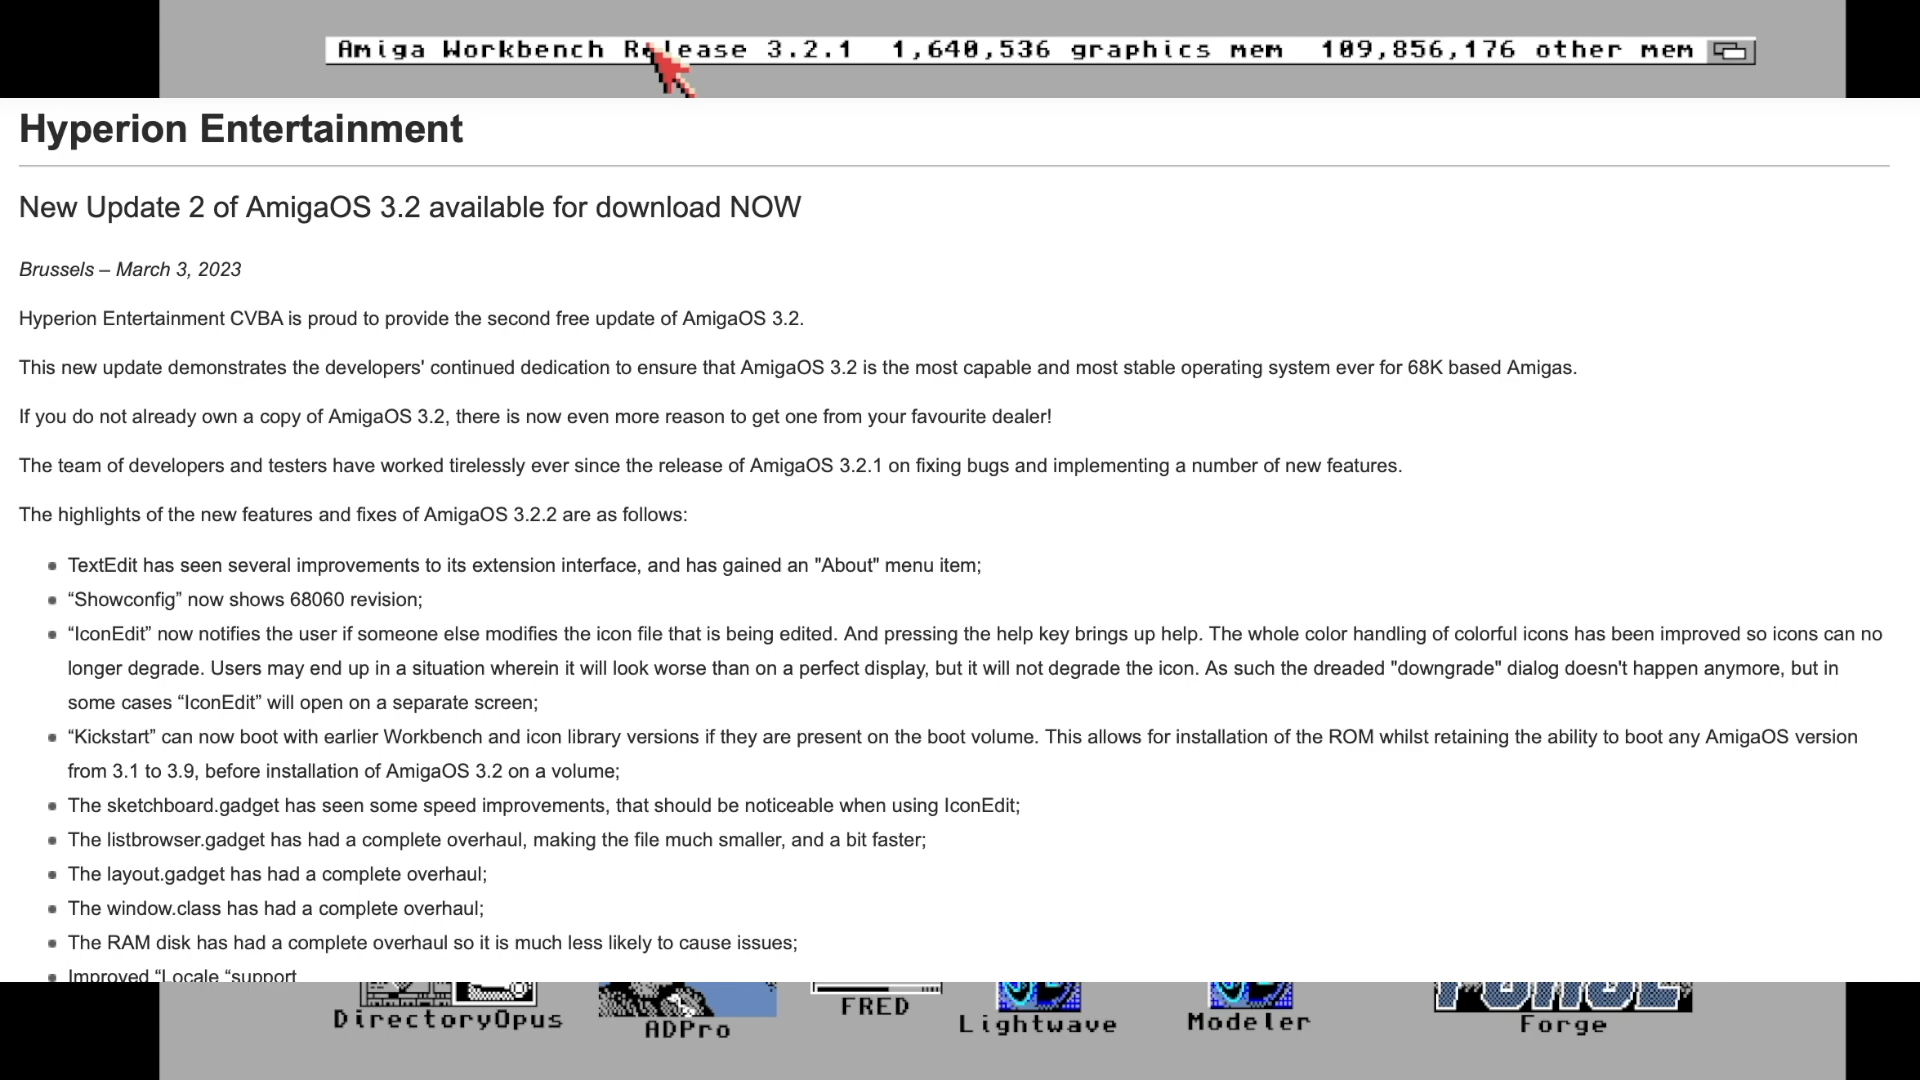 Amiga Workbench Release 3.2.1  1,640,536 graphics mem  109,856,176 other mem
Hyperion Entertainment
New Update 2 of AmigaOS 3.2 available for download NOW
Brussels – March 3, 2023
Hyperion Entertainment CVBA is proud to provide the second free update of AmigaOS 3.2.
This new update demonstrates the developers' continued dedication to ensure that AmigaOS 3.2 is the most capable and most stable operating system ever for 68K based Amigas.
If you do not already own a copy of AmigaOS 3.2, there is now even more reason to get one from your favourite dealer!
The team of developers and testers have worked tirelessly ever since the release of AmigaOS 3.2.1 on fixing bugs and implementing a number of new features.
The highlights of the new features and fixes of AmigaOS 3.2.2 are as follows:
TextEdit has seen several improvements to its extension interface, and has gained an "About" menu item;
“Showconfig” now shows 68060 revision;
“IconEdit” now notifies the user if someone else modifies the icon file that is being edited. And pressing the help key brings up help. The whole color handling of colorful icons has been improved so icons can no
longer degrade. Users may end up in a situation wherein it will look worse than on a perfect display, but it will not degrade the icon. As such the dreaded "downgrade" dialog doesn't happen anymore, but in
some cases “IconEdit” will open on a separate screen;
“Kickstart” can now boot with earlier Workbench and icon library versions if they are present on the boot volume. This allows for installation of the ROM whilst retaining the ability to boot any AmigaOS version
from 3.1 to 3.9, before installation of AmigaOS 3.2 on a volume;
The sketchboard.gadget has seen some speed improvements, that should be noticeable when using IconEdit;
The listbrowser.gadget has had a complete overhaul, making the file much smaller, and a bit faster;
The layout.gadget has had a complete overhaul;
The window.class has had a complete overhaul;
The RAM disk has had a complete overhaul so it is much less likely to cause issues;
Improved “Locale “support
DirectoryOpus ADPro FRED Lightwave Modeler Forge